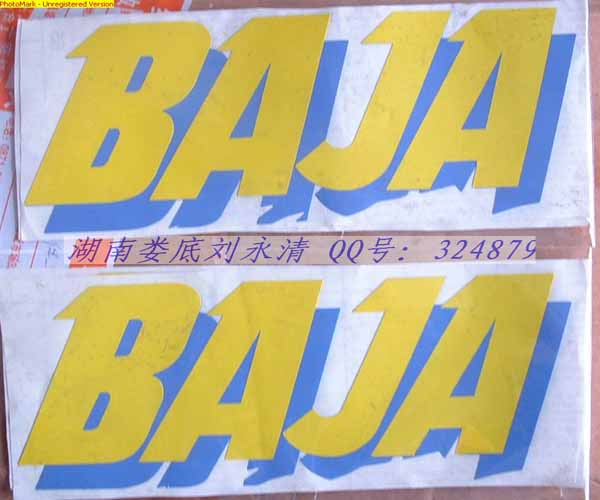 PhotoMark - Unregistered Version
BAJA
湖南娄底刘永清 QQ号: 324879
BAJA